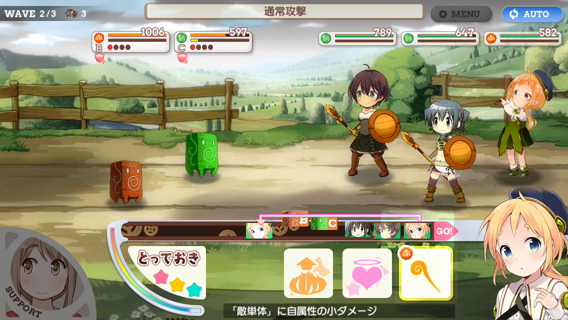 WAVE 2/3 3
通常攻撃
MENU
AUTO
1006
B
597
C
789
647
582
B C
GO!
とっておき
「敵単体」に自属性の小ダメージ
SUPPORT